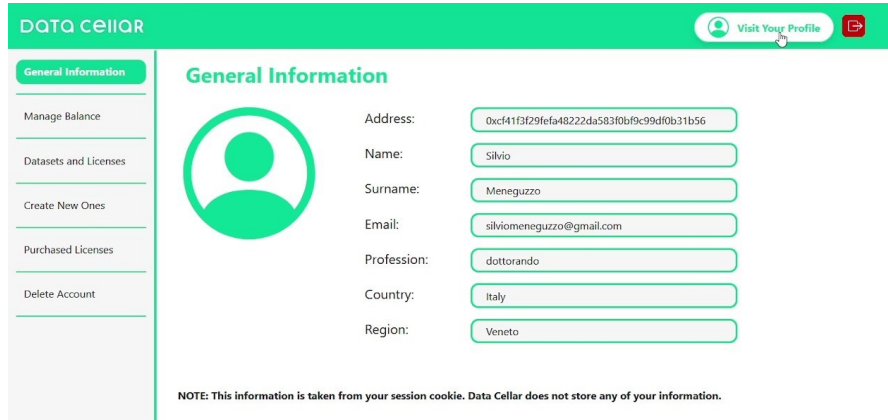 DATA CELLAR
Visit Your Profile
General Information
Manage Balance
Datasets and Licenses
Create New Ones
Purchased Licenses
Delete Account
General Information
Address: 0xcf41f3f29fefa48222da583f0bf9c99df0b31b56
Name: Silvio
Surname: Meneguzzo
Email: silviomeneguzzo@gmail.com
Profession: dottorando
Country: Italy
Region: Veneto
NOTE: This information is taken from your session cookie. Data Cellar does not store any of your information.